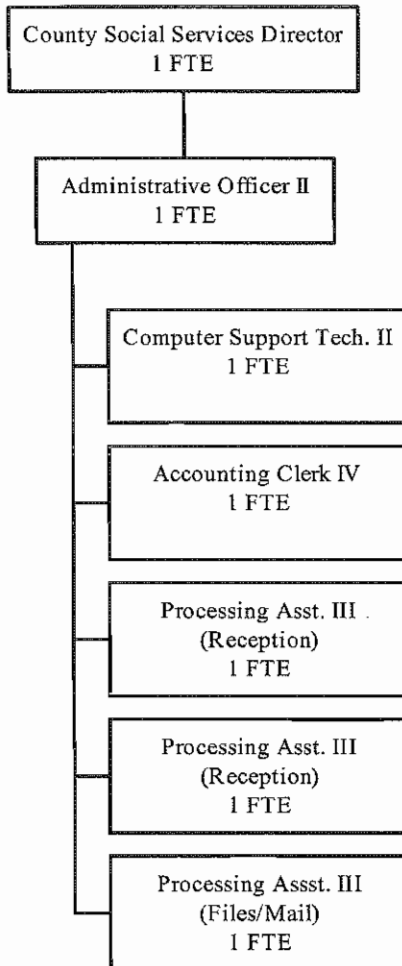 County Social Services Director
1 FTE
Administrative Officer II
1 FTE
Computer Support Tech. II
1 FTE
Accounting Clerk IV
1 FTE
Processing Asst. III
(Reception)
1 FTE
Processing Asst. III
(Reception)
1 FTE
Processing Assst. III
(Files/Mail)
1 FTE